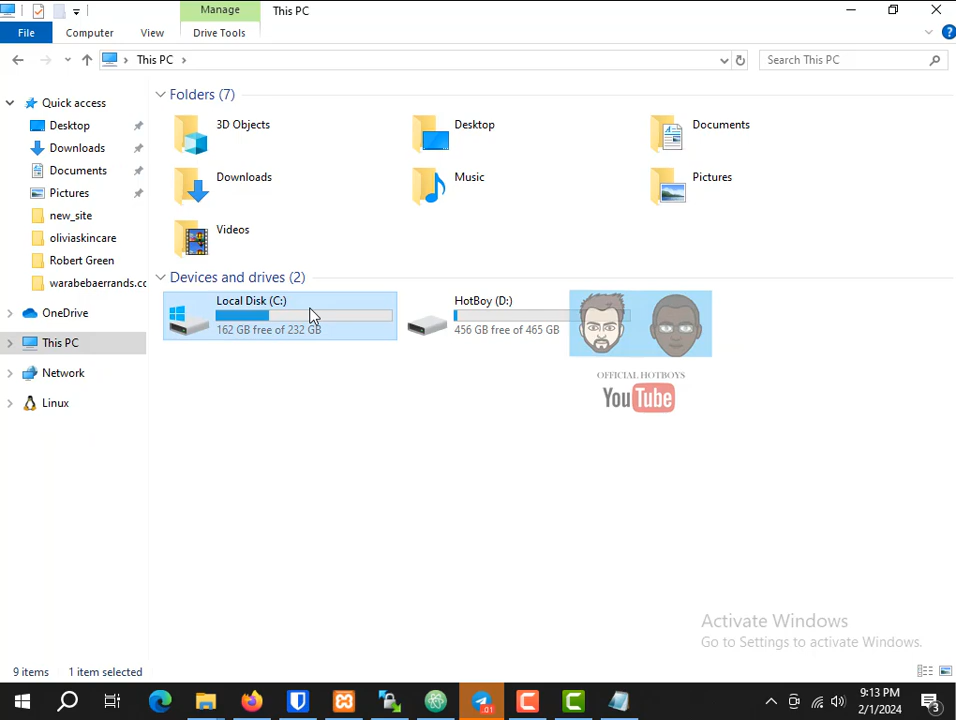 Manage
This PC
File
Computer
View
Drive Tools
This PC
Search This PC
Quick access
Desktop
Downloads
Documents
Pictures
new_site
oliviaskincare
Robert Green
warabebaerrands.cc
OneDrive
This PC
Network
Linux
Folders (7)
3D Objects
Desktop
Documents
Downloads
Music
Pictures
Videos
Devices and drives (2)
Local Disk (C:)
162 GB free of 232 GB
HotBoy (D:)
456 GB free of 465 GB
OFFICIAL HOTBOYS
YouTube
Activate Windows
Go to Settings to activate Windows.
9 items
1 item selected
9:13 PM
2/1/2024
3